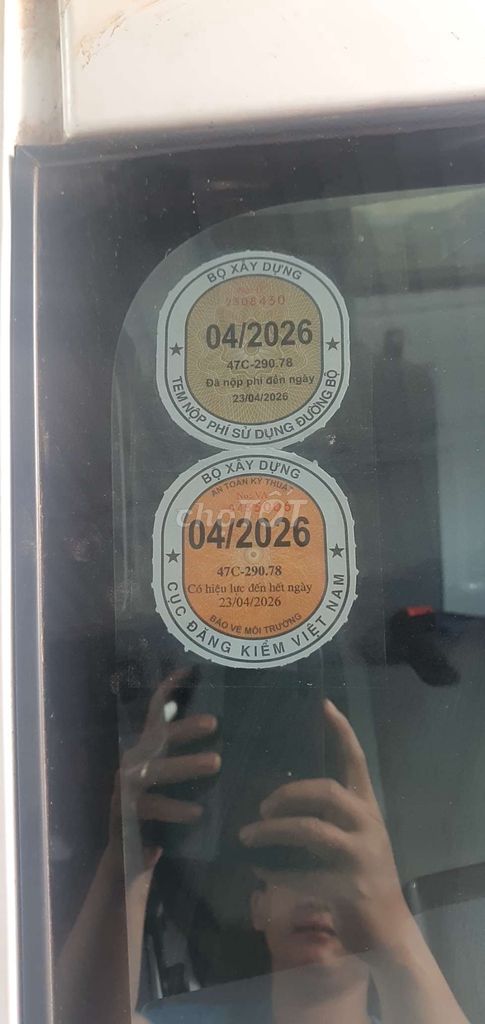 BỘ XÂY DỰNG
2308430
04/2026
47C-290.78
Đã nộp phí đến ngày
23/04/2026
TEM NỘP PHÍ SỬ DỤNG ĐƯỜNG BỘ
BỘ XÂY DỰNG
AN TOÀN KỸ THUẬT
No: VA
chợTỐT
04/2026
47C-290.78
Có hiệu lực đến hết ngày
23/04/2026
BẢO VỆ MÔI TRƯỜNG
CỤC ĐĂNG KIỂM VIỆT NAM